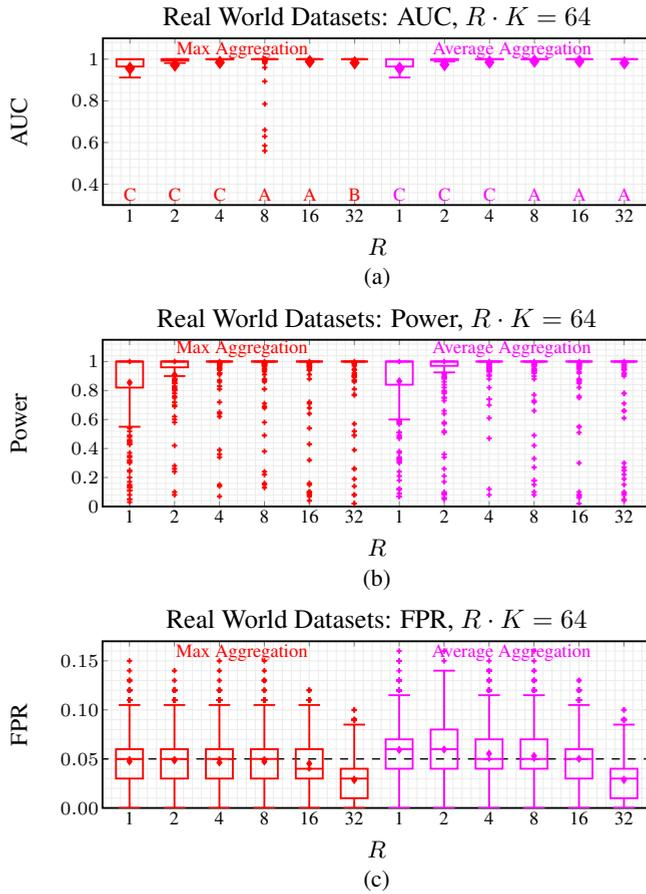 Real World Datasets: AUC, R · K = 64
Max Aggregation Average Aggregation
1
0.8
0.6
0.4
AUC
C C C A A B C C C A A A
1 2 4 8 16 32 1 2 4 8 16 32
R
(a)
Real World Datasets: Power, R · K = 64
Max Aggregation Average Aggregation
1
0.8
0.6
0.4
0.2
0
Power
1 2 4 8 16 32 1 2 4 8 16 32
R
(b)
Real World Datasets: FPR, R · K = 64
Max Aggregation Average Aggregation
0.15
0.10
0.05
0.00
FPR
1 2 4 8 16 32 1 2 4 8 16 32
R
(c)